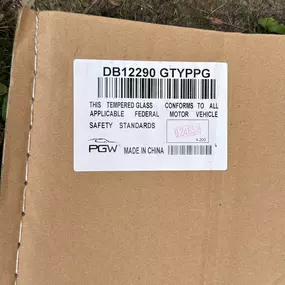 DB12290 GTYPPG
THIS TEMPERED GLASS CONFORMS TO ALL
APPLICABLE FEDERAL MOTOR VEHICLE
SAFETY STANDARDS
PGW
MADE IN CHINA